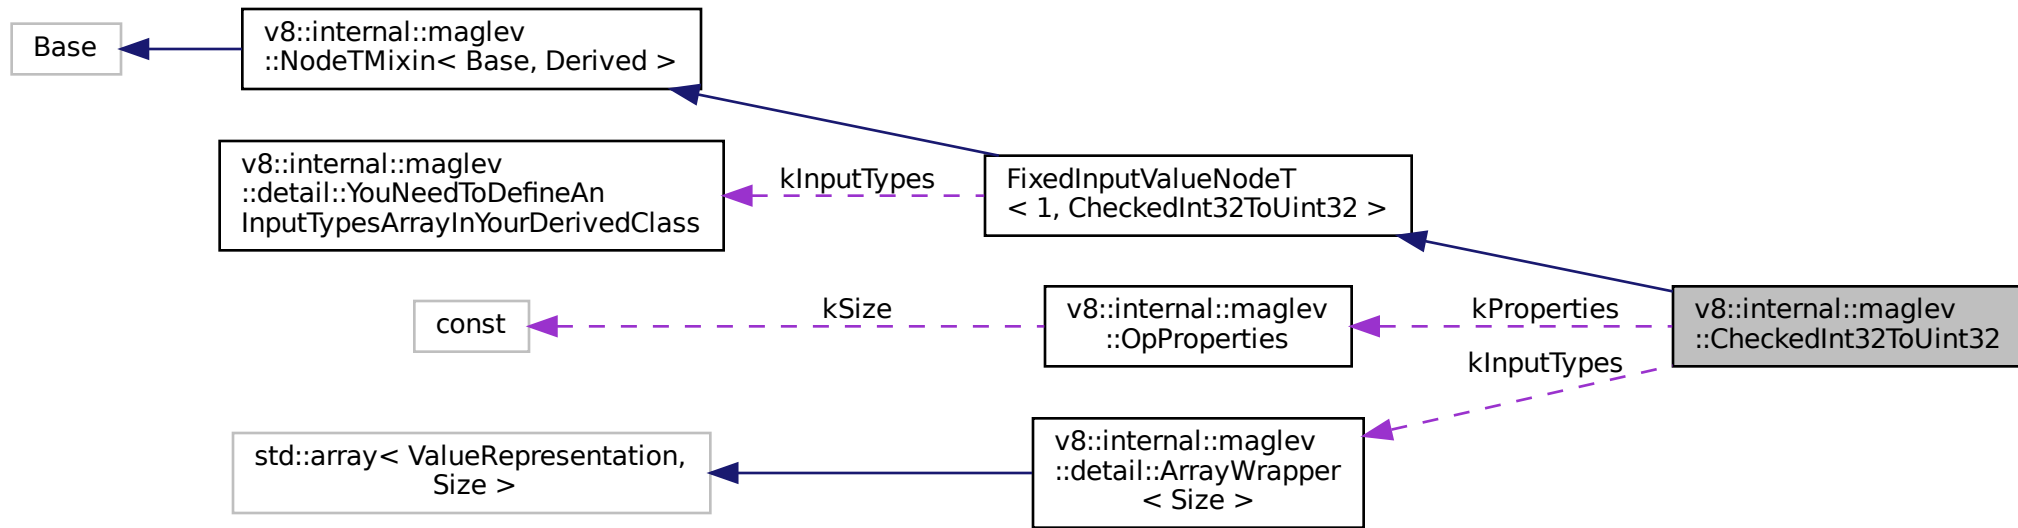 Base
v8::internal::maglev
::NodeTMixin< Base, Derived >
v8::internal::maglev
::detail::YouNeedToDefineAn
InputTypesArrayInYourDerivedClass
kInputTypes
FixedInputValueNodeT
< 1, CheckedInt32ToUint32 >
const
kSize
v8::internal::maglev
::OpProperties
kProperties
v8::internal::maglev
::CheckedInt32ToUint32
kInputTypes
std::array< ValueRepresentation,
Size >
v8::internal::maglev
::detail::ArrayWrapper
< Size >